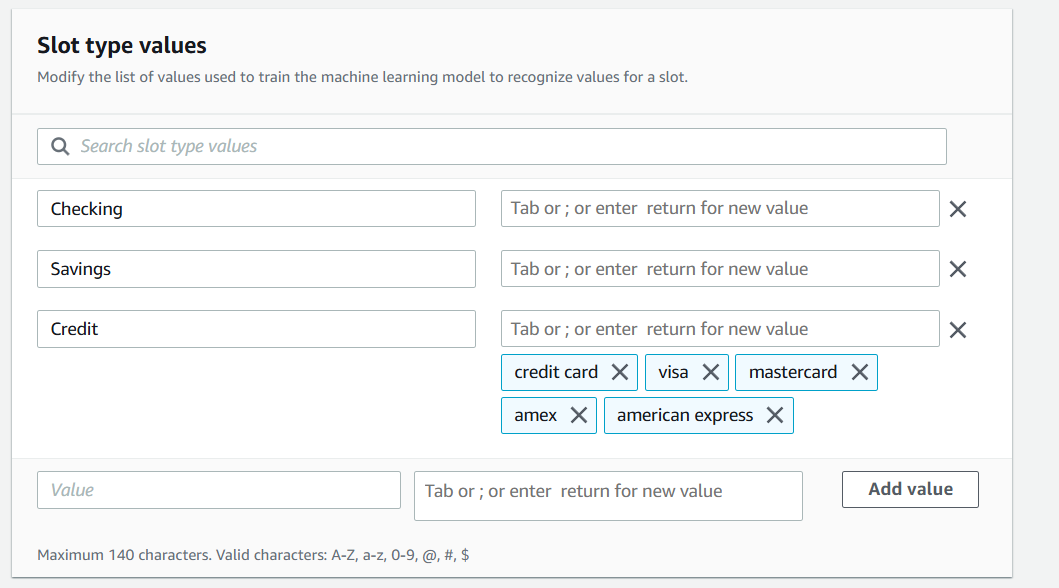 Slot type values
Modify the list of values used to train the machine learning model to recognize values for a slot.
Search slot type values
Checking
Tab or ; or enter return for new value
Savings
Tab or ; or enter return for new value
Credit
Tab or ; or enter return for new value
credit card
visa
mastercard
amex
american express
Value
Tab or ; or enter return for new value
Add value
Maximum 140 characters. Valid characters: A-Z, a-z, 0-9, @, #, $